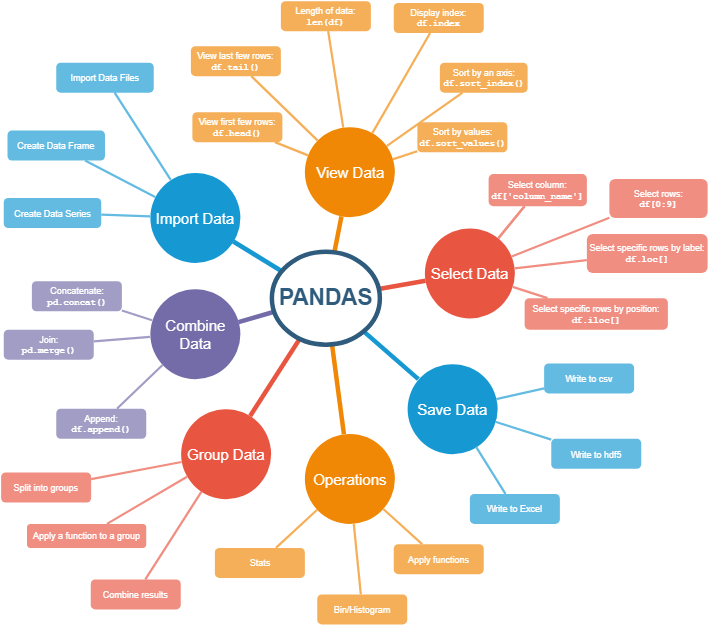 PANDAS
View Data
Length of data:
len(df)
Display index:
df.index
View last few rows:
df.tail()
Sort by an axis:
df.sort_index()
View first few rows:
df.head()
Sort by values:
df.sort_values()
Import Data
Import Data Files
Create Data Frame
Create Data Series
Select Data
Select column:
df['column_name']
Select rows:
df[0:9]
Select specific rows by label:
df.loc[]
Select specific rows by position:
df.iloc[]
Combine
Data
Concatenate:
pd.concat()
Join:
pd.merge()
Append:
df.append()
Save Data
Write to csv
Write to hdf5
Write to Excel
Group Data
Split into groups
Apply a function to a group
Combine results
Operations
Stats
Bin/Histogram
Apply functions